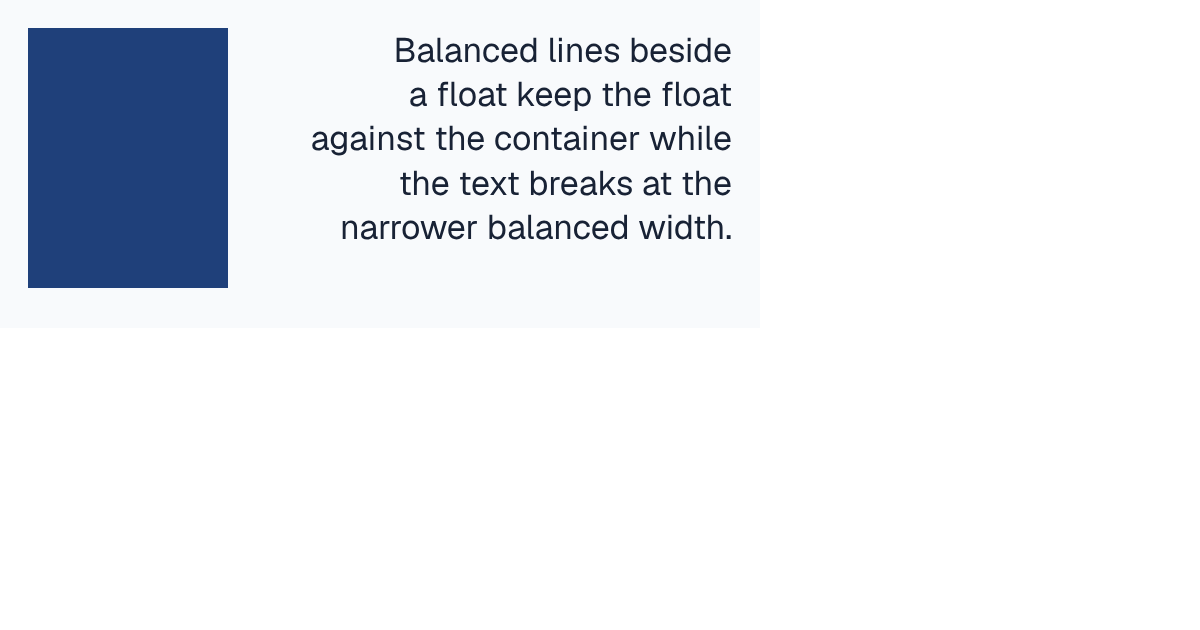 Balanced lines beside
a float keep the float
against the container while
the text breaks at the
narrower balanced width.